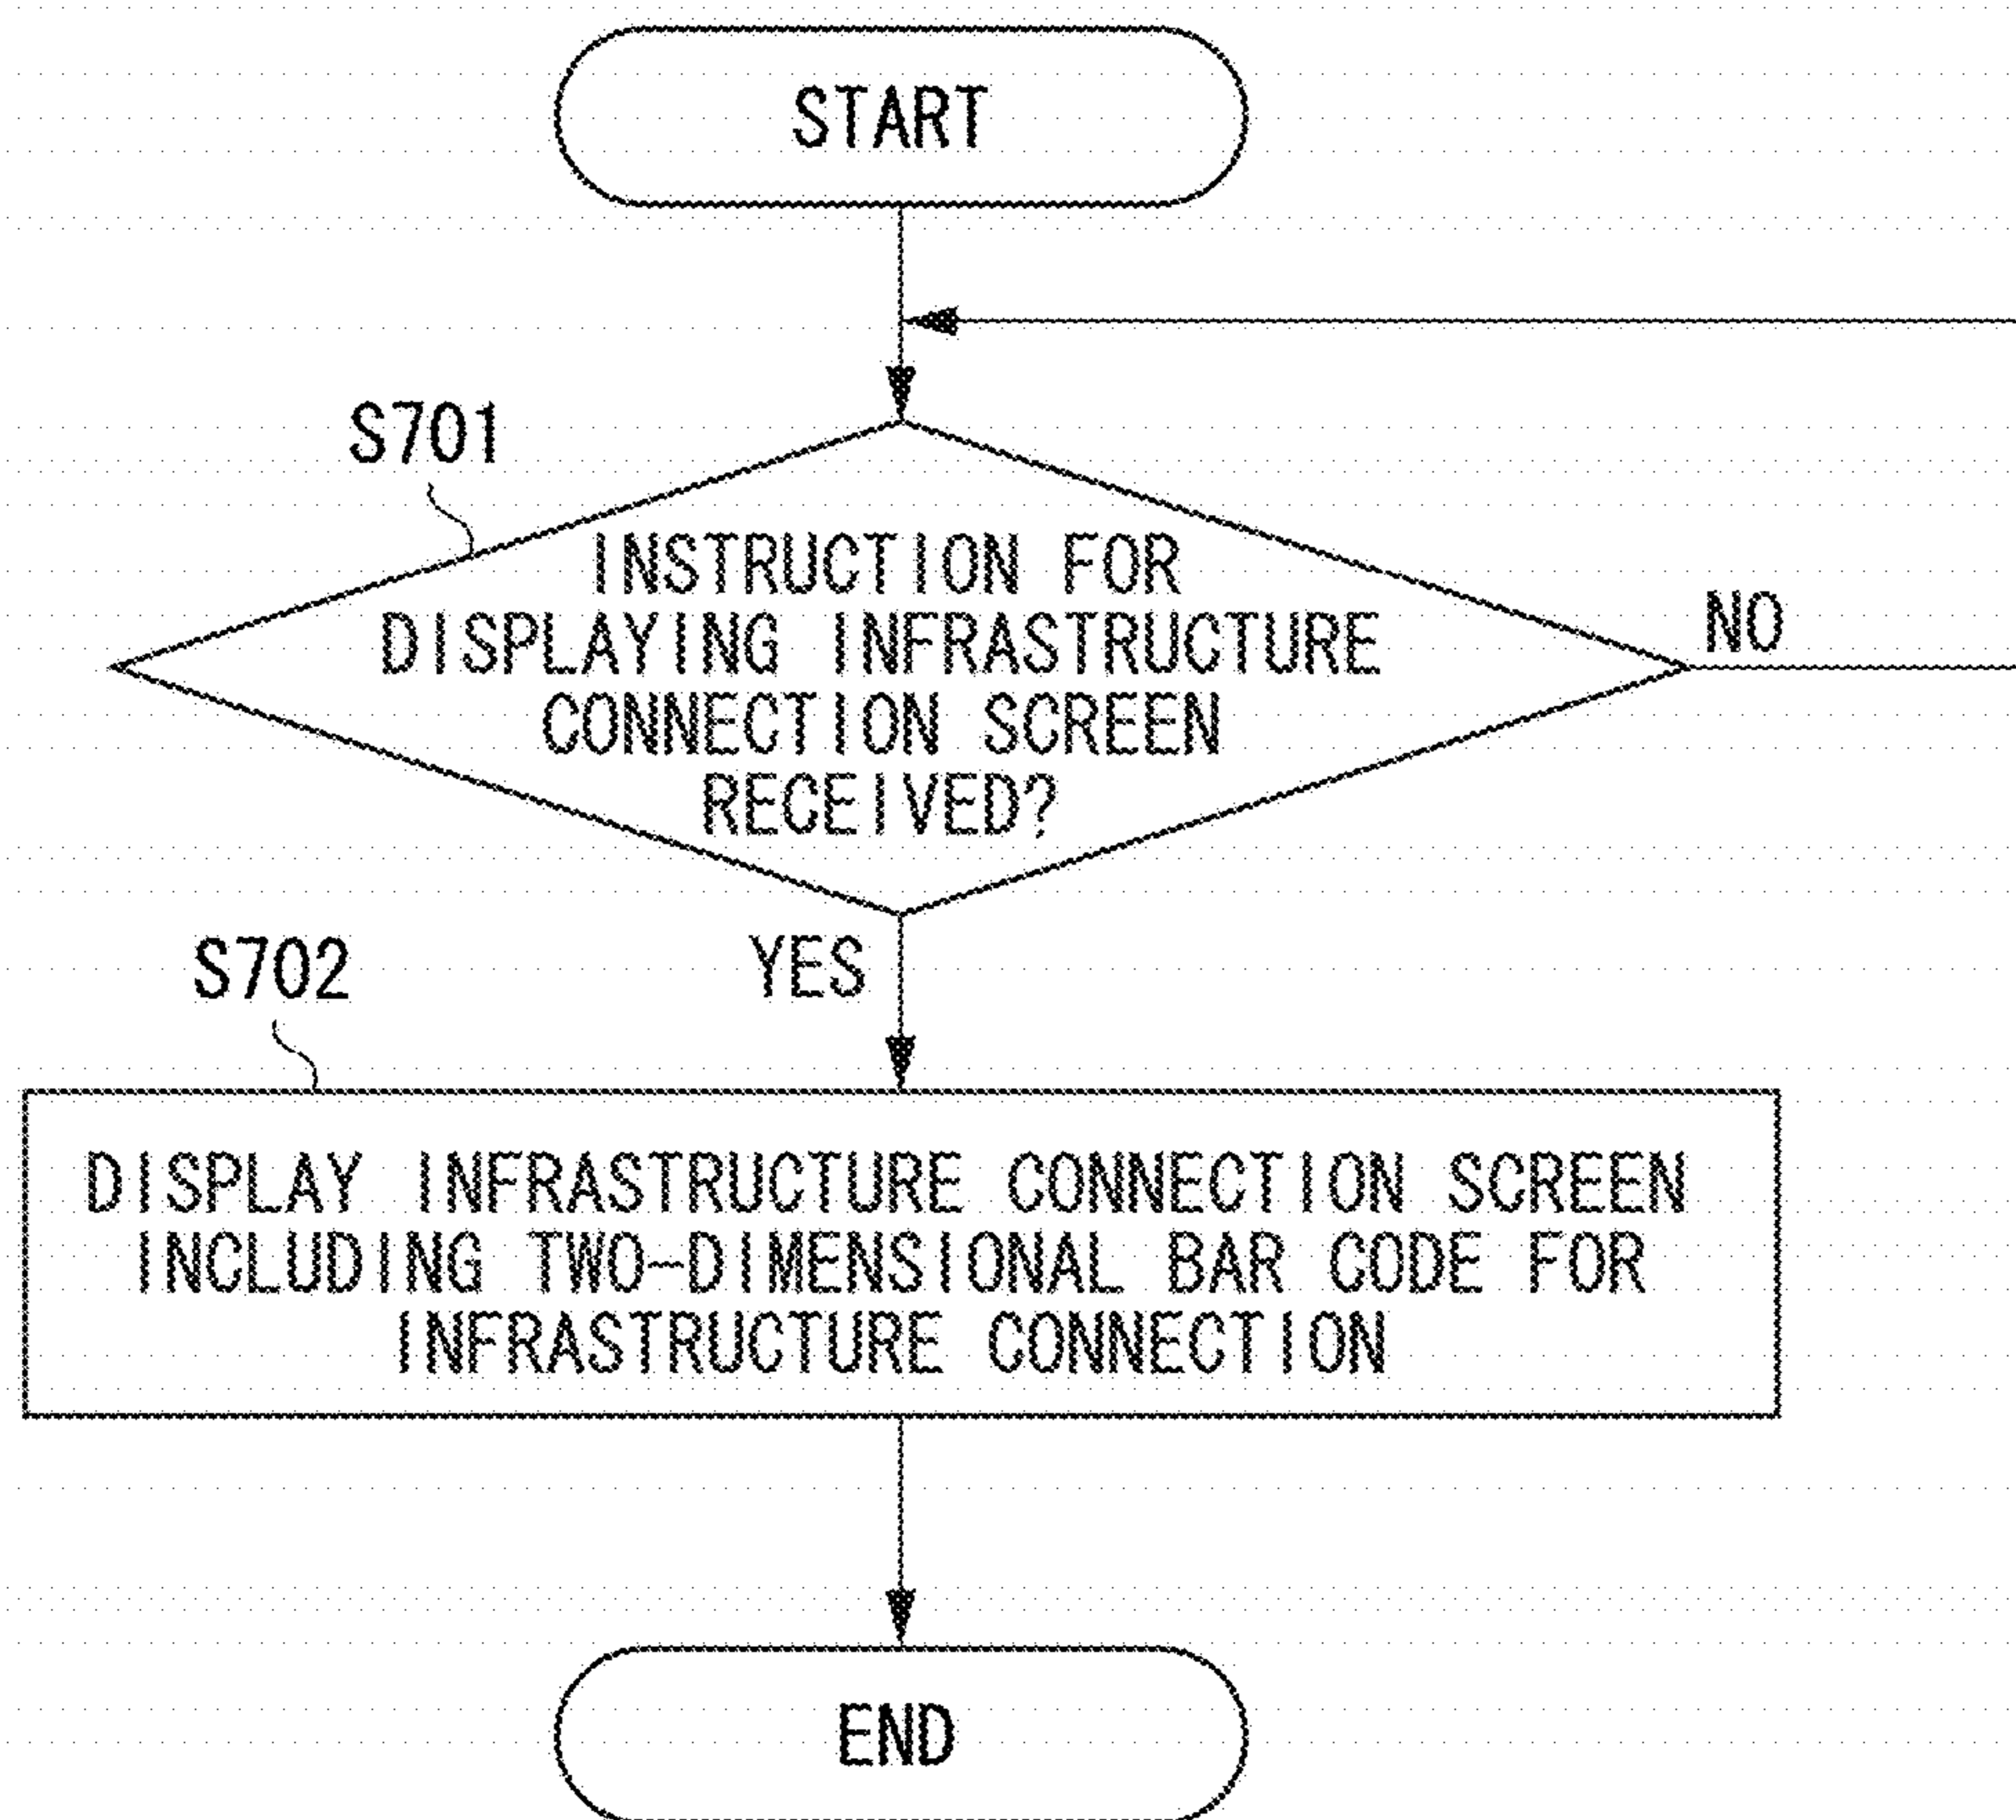 START
S701
INSTRUCTION FOR
DISPLAYING INFRASTRUCTURE
CONNECTION SCREEN
RECEIVED?
NO
YES
S702
DISPLAY INFRASTRUCTURE CONNECTION SCREEN
INCLUDING TWO-DIMENSIONAL BAR CODE FOR
INFRASTRUCTURE CONNECTION
END